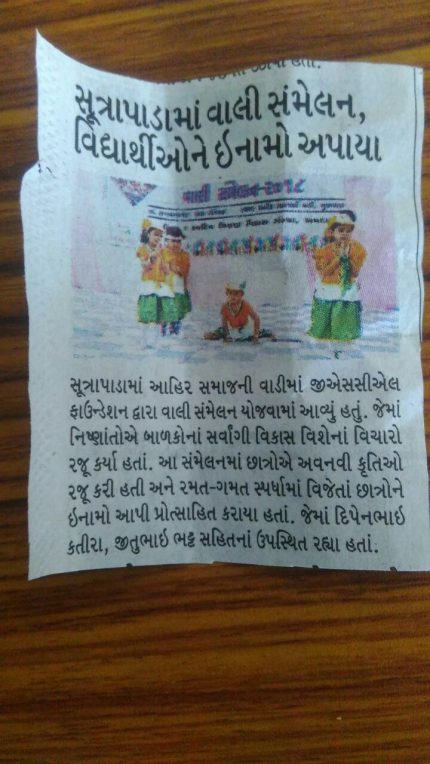 સૂત્રાપાડામાં વાલી સંમેલન,
વિદ્યાર્થીઓને ઇનામો અપાયા
વાલી સંમેલન-૨૦૧૮
સૂત્રાપાડામાં આહિર સમાજની વાડીમાં જીએસસીએલ
ફાઉન્ડેશન દ્વારા વાલી સંમેલન યોજવામાં આવ્યું હતું. જેમાં
નિષ્ણાંતોએ બાળકોનાં સર્વાંગી વિકાસ વિશેનાં વિચારો
રજૂ કર્યા હતાં. આ સંમેલનમાં છાત્રોએ અવનવી કૃતિઓ
રજૂ કરી હતી અને રમત-ગમત સ્પર્ધામાં વિજેતાં છાત્રોને
ઇનામો આપી પ્રોત્સાહિત કરાયા હતાં. જેમાં દિપેનભાઇ
કતીરા, જીતુભાઇ ભટ્ટ સહિતનાં ઉપસ્થિત રહ્યા હતાં.